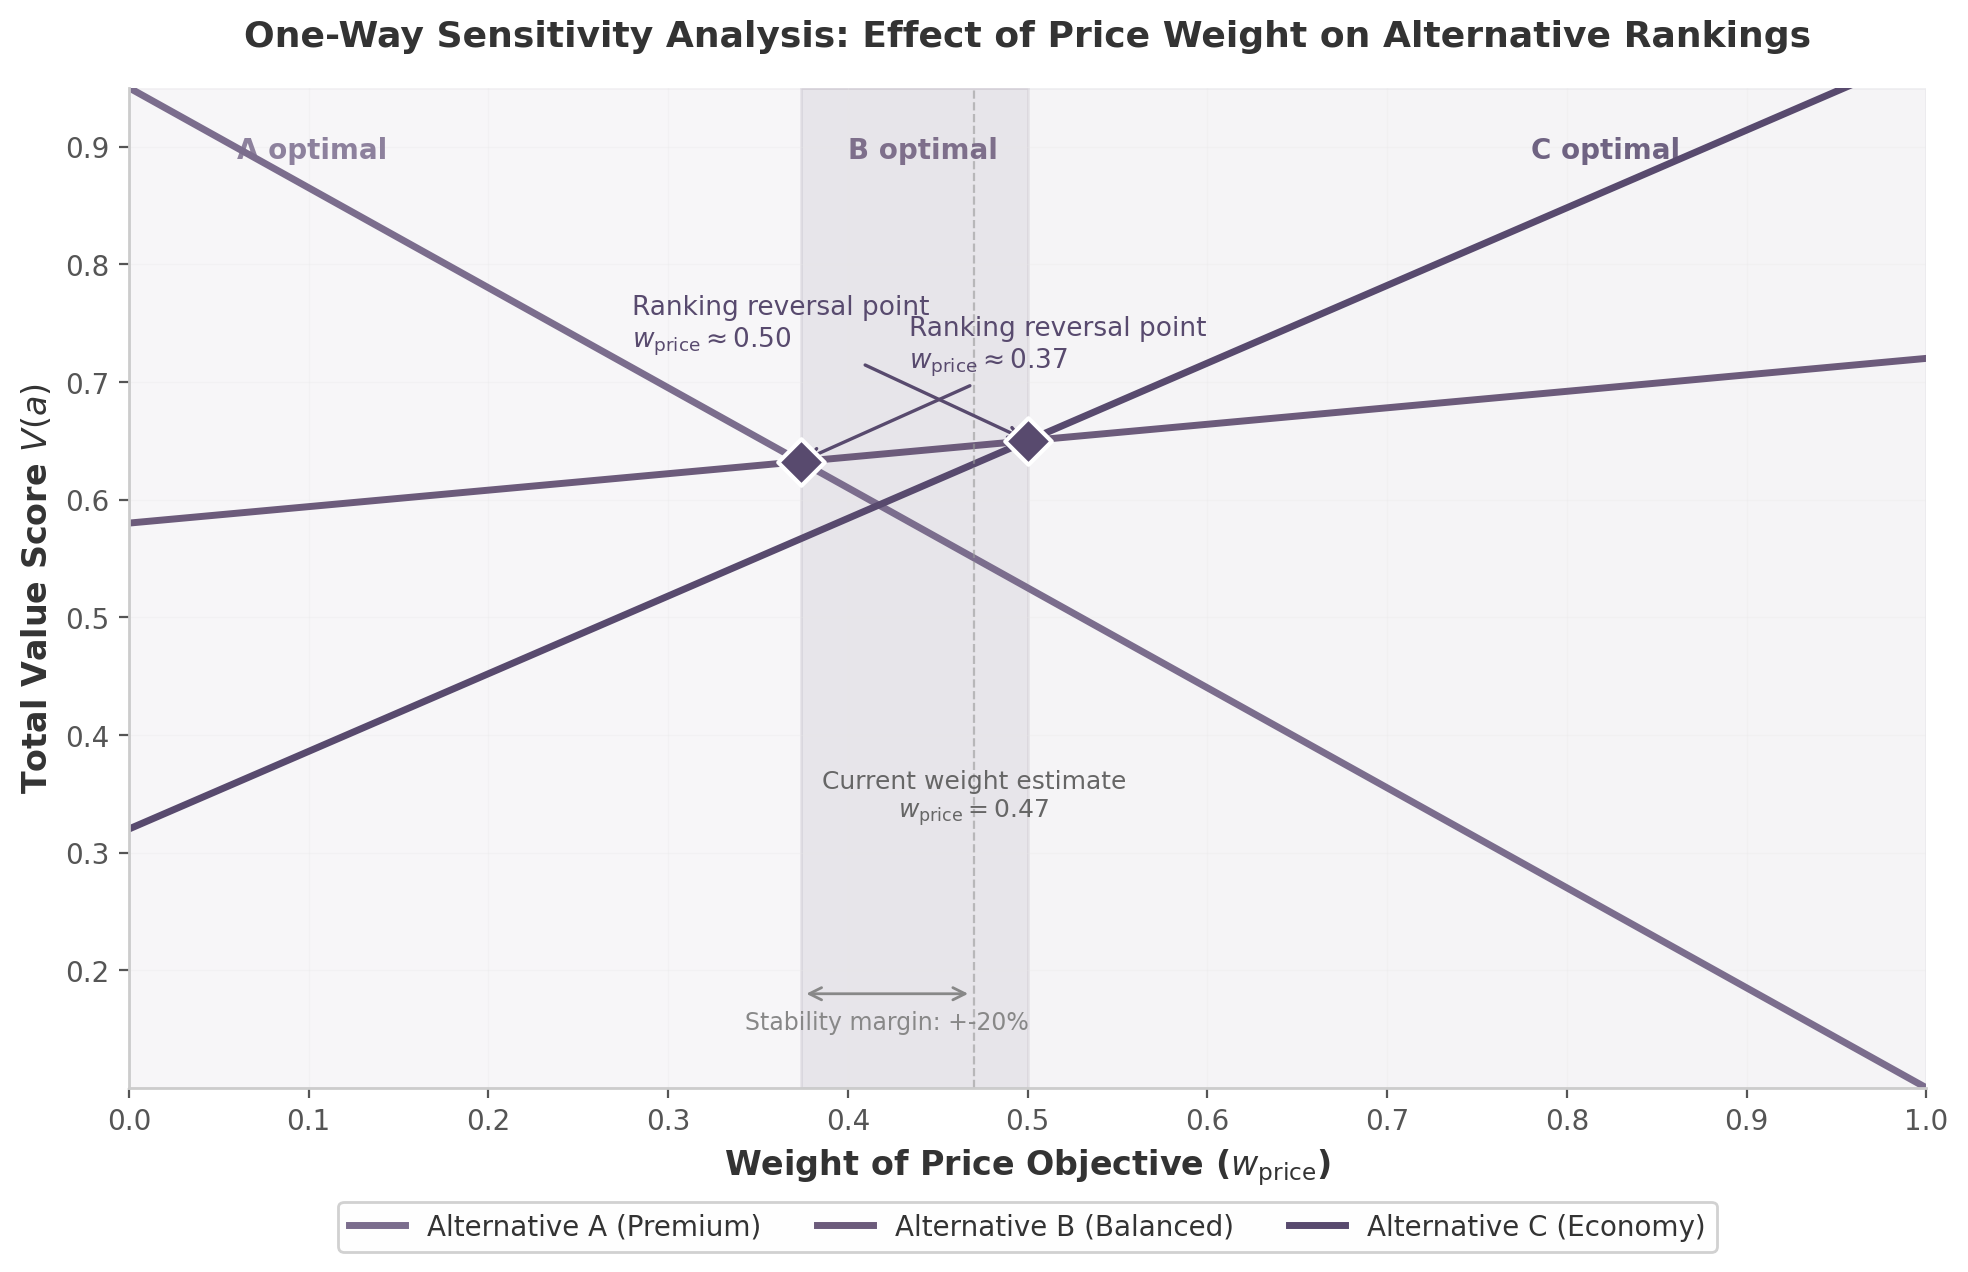 One-Way Sensitivity Analysis: Effect of Price Weight on Alternative Rankings
Total Value Score V(a)
0.9
0.8
0.7
0.6
0.5
0.4
0.3
0.2
A optimal
B optimal
C optimal
Ranking reversal point
w_price ≈ 0.50
Ranking reversal point
w_price ≈ 0.37
Current weight estimate
w_price = 0.47
Stability margin: +-20%
0.0 0.1 0.2 0.3 0.4 0.5 0.6 0.7 0.8 0.9 1.0
Weight of Price Objective (w_price)
Alternative A (Premium) Alternative B (Balanced) Alternative C (Economy)